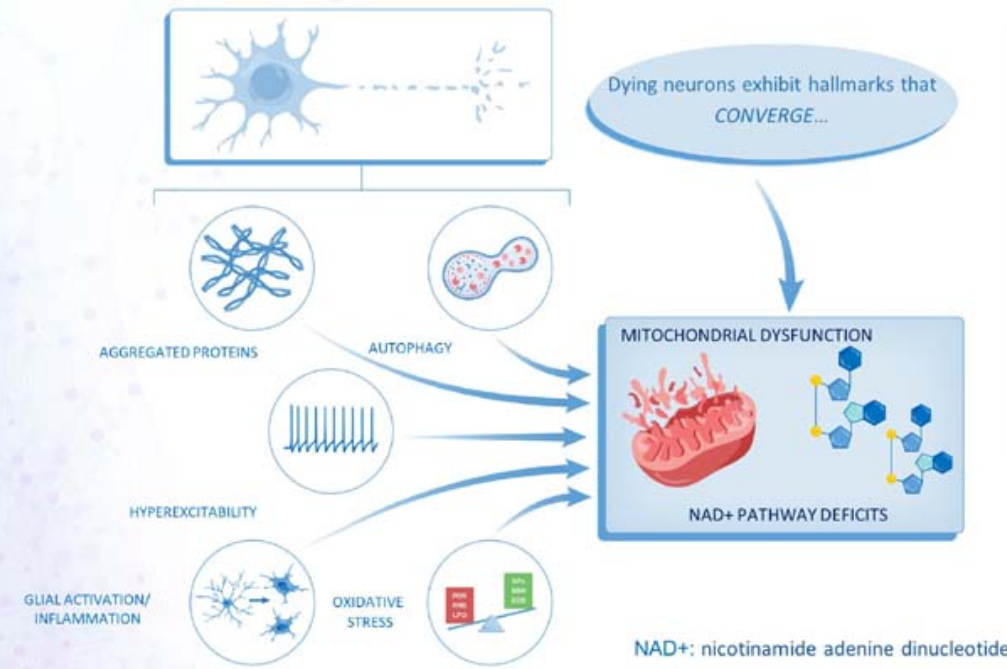 Dying neurons exhibit hallmarks that
CONVERGE...
AGGREGATED PROTEINS
AUTOPHAGY
MITOCHONDRIAL DYSFUNCTION
HYPEREXCITABILITY
NAD+ PATHWAY DEFICITS
GLIAL ACTIVATION/
INFLAMMATION
OXIDATIVE
STRESS
NAD+: nicotinamide adenine dinucleotide